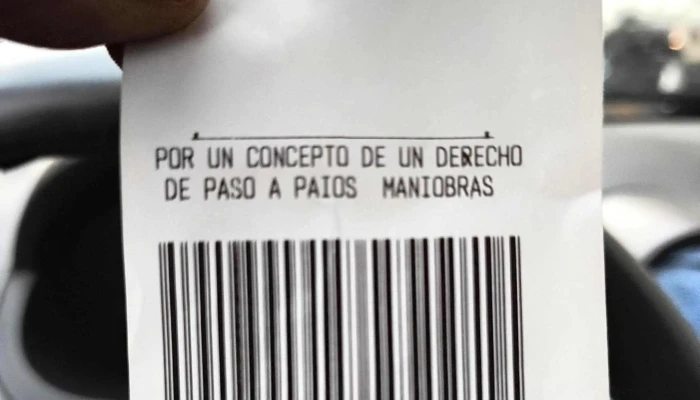 POR UN CONCEPTO DE UN DERECHO
DE PASO A PAIOS MANIOBRAS